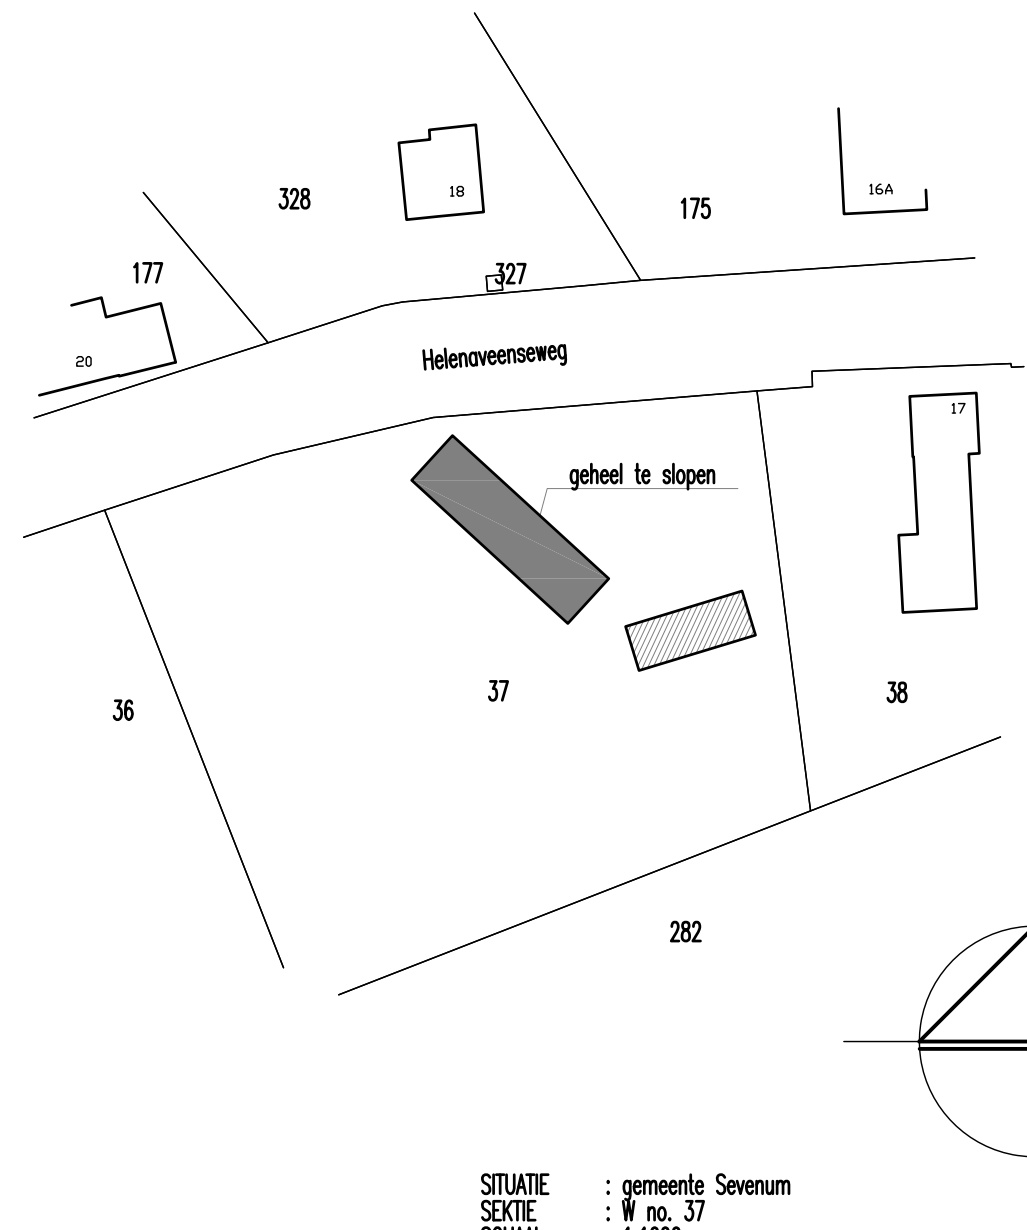 328
18
175
16A
177
327
20
Helenaveenseweg
17
geheel te slopen
37
38
36
282
SITUATIE : gemeente Sevenum
SEKTIE : W no. 37